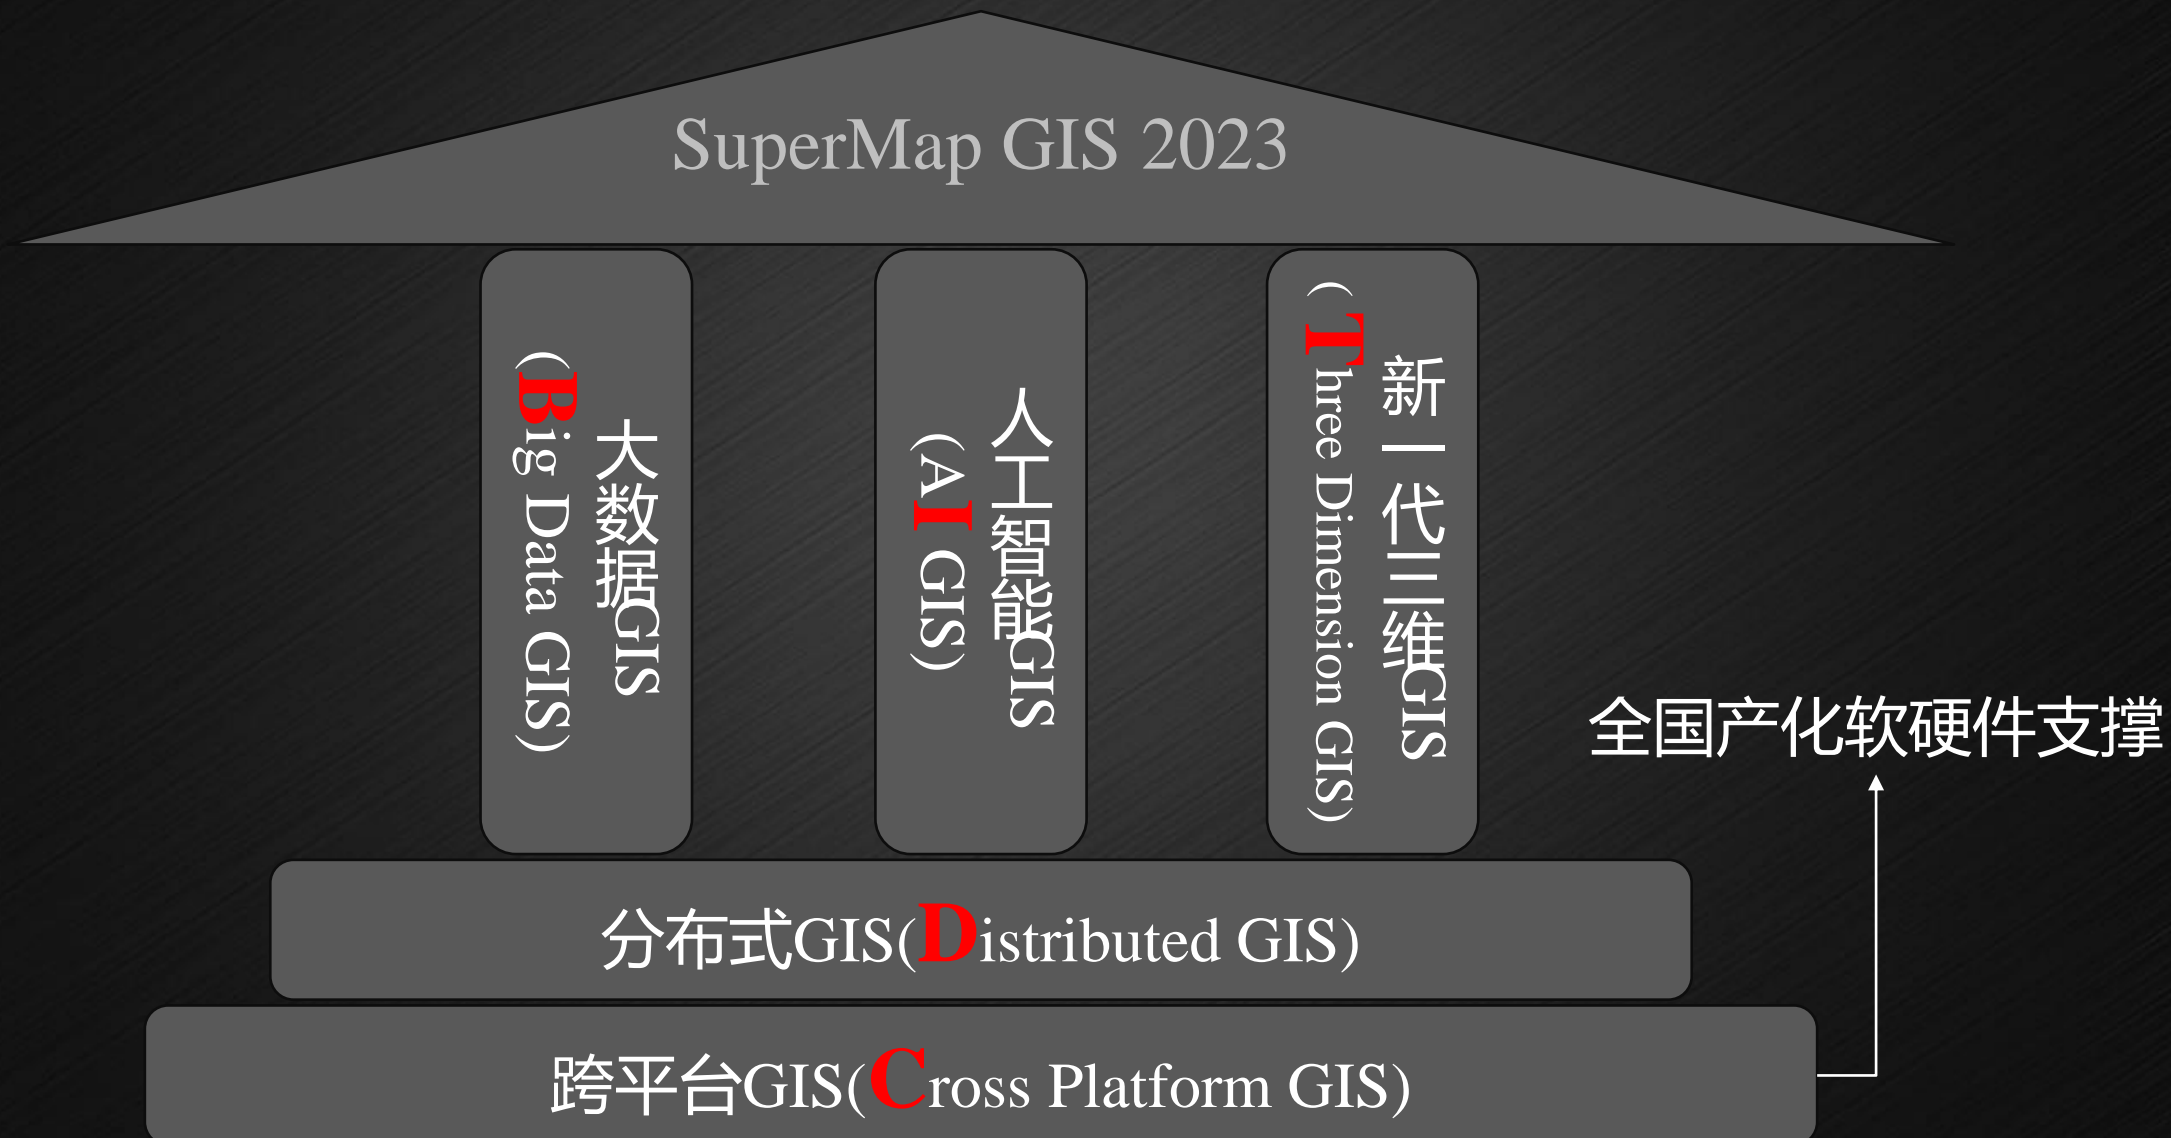 SuperMap GIS 2023
大数据GIS
(Big Data GIS)
人工智能GIS
(AI GIS)
新一代三维GIS
(Three Dimension GIS)
全国产化软硬件支撑
分布式GIS(Distributed GIS)
跨平台GIS(Cross Platform GIS)